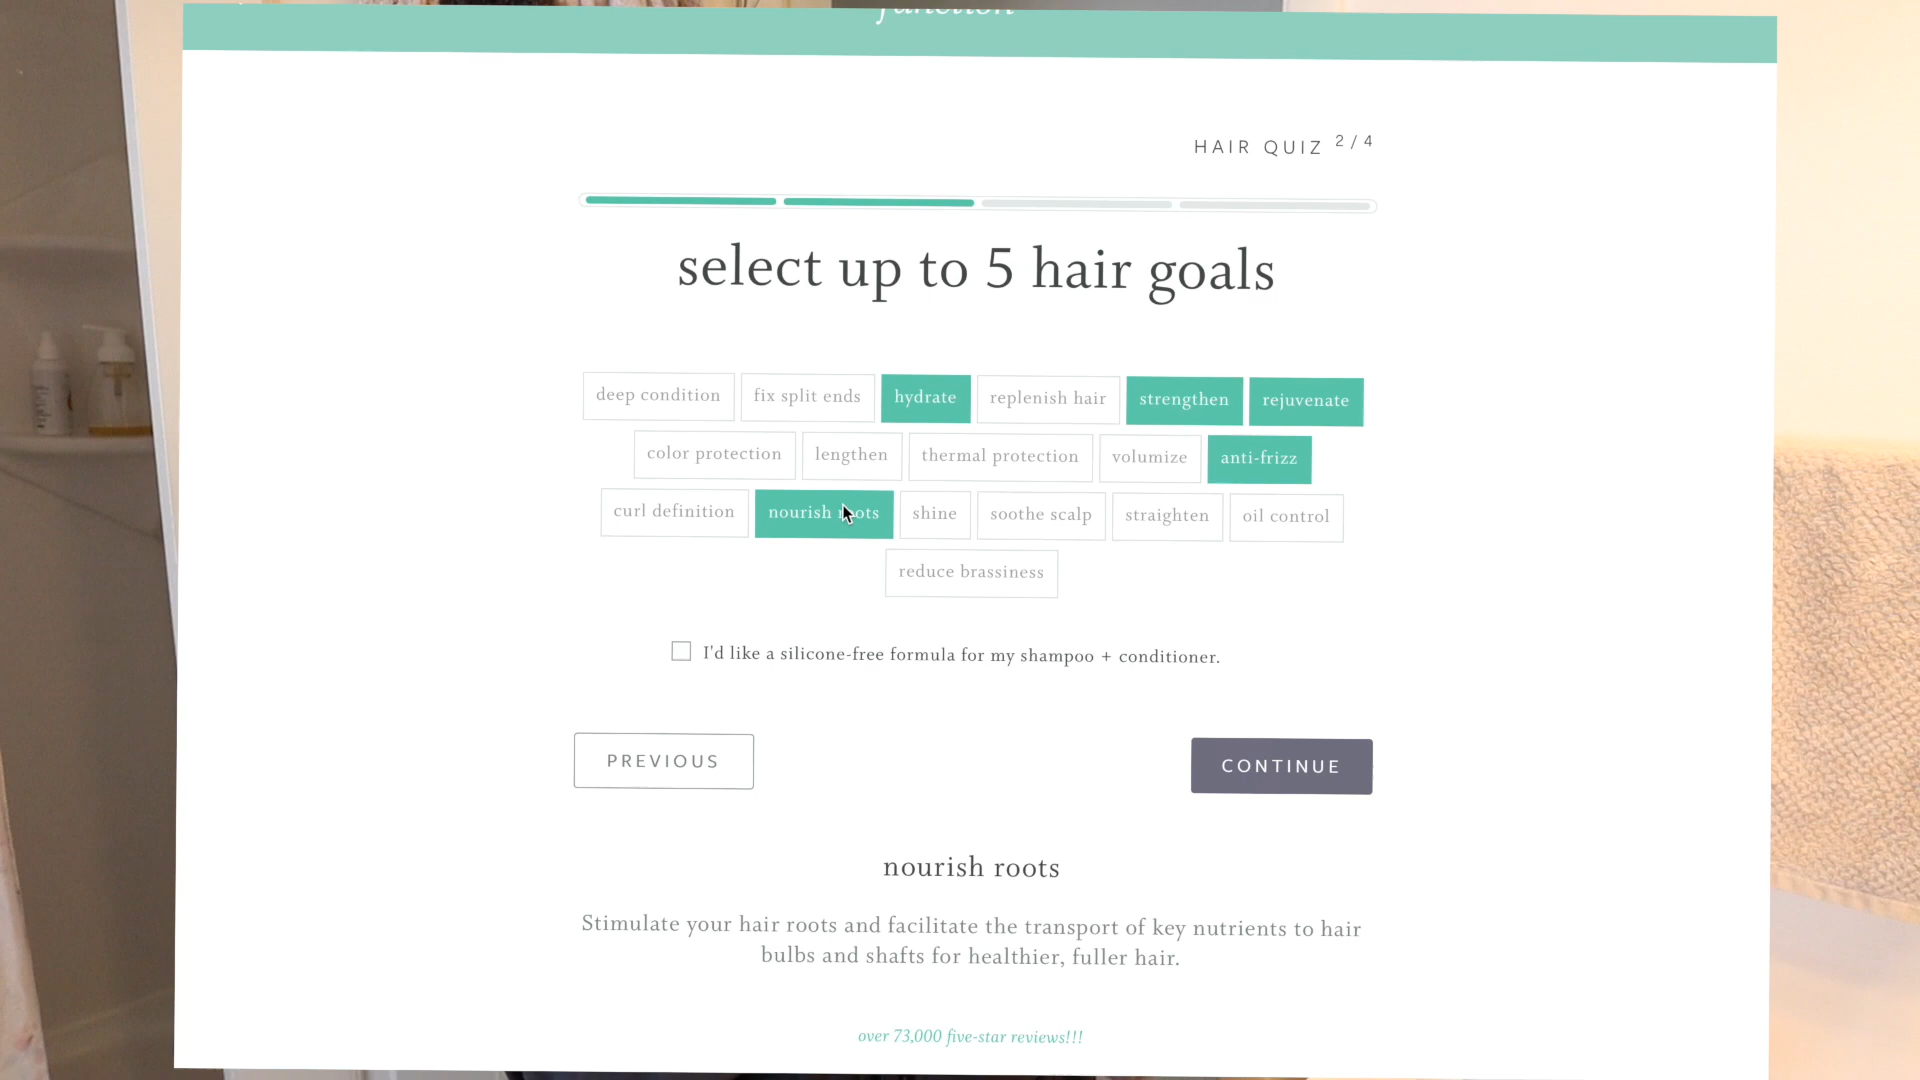 function
HAIR QUIZ 2/4
select up to 5 hair goals
deep condition fix split ends hydrate replenish hair strengthen rejuvenate
color protection lengthen thermal protection volumize anti-frizz
curl definition nourish roots shine soothe scalp straighten oil control
reduce brassiness
I'd like a silicone-free formula for my shampoo + conditioner.
PREVIOUS CONTINUE
nourish roots
Stimulate your hair roots and facilitate the transport of key nutrients to hair
bulbs and shafts for healthier, fuller hair.
over 73,000 five-star reviews!!!